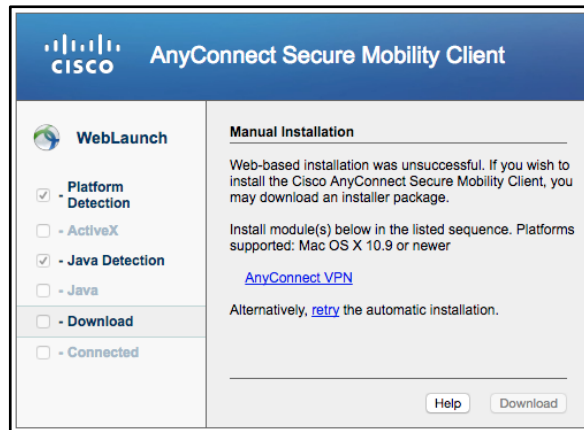 CISCO
AnyConnect Secure Mobility Client
WebLaunch
- Platform
Detection
- ActiveX
- Java Detection
- Java
- Download
- Connected
Manual Installation
Web-based installation was unsuccessful. If you wish to
install the Cisco AnyConnect Secure Mobility Client, you
may download an installer package.
Install module(s) below in the listed sequence. Platforms
supported: Mac OS X 10.9 or newer
AnyConnect VPN
Alternatively, retry the automatic installation.
Help
Download